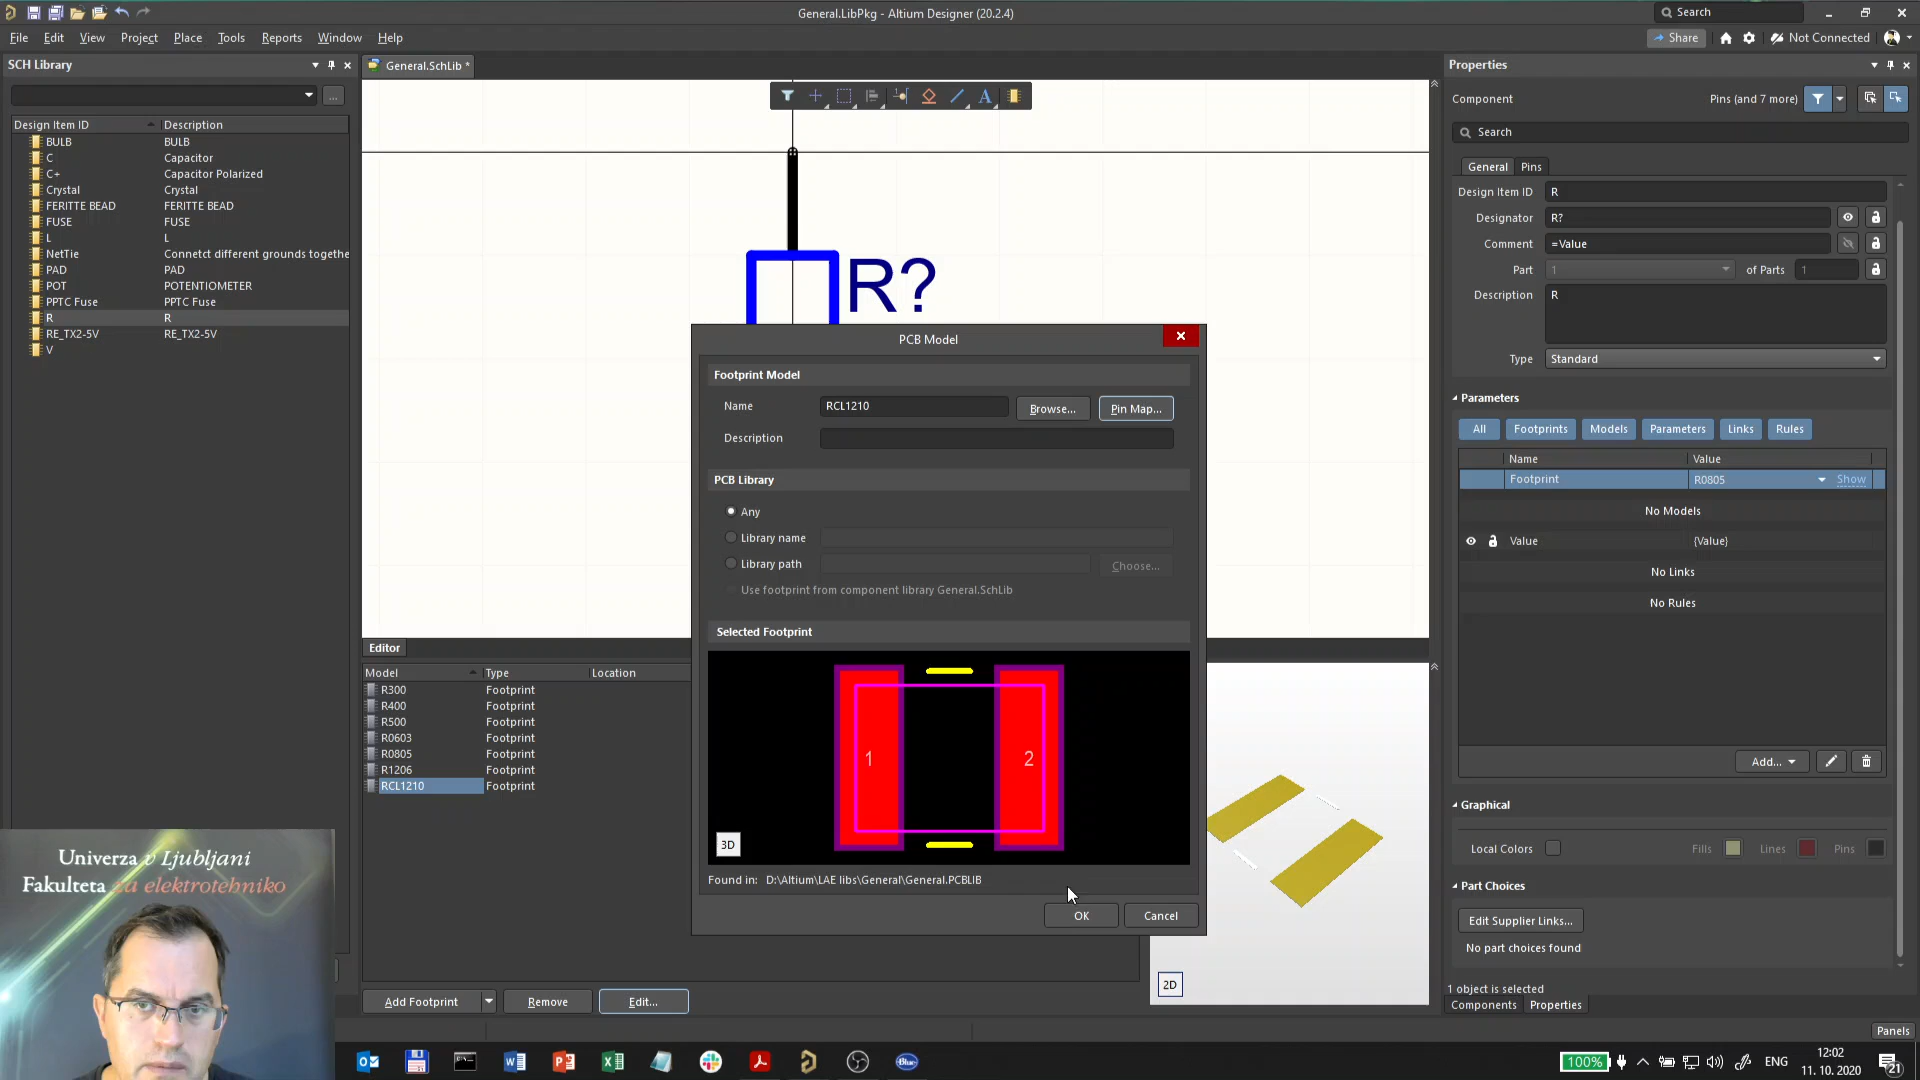 General.LibPkg - Altium Designer (20.2.4)
Search
File Edit View Project Place Tools Reports Window Help
Share
Not Connected
SCH Library
General.SchLib *
Properties
Component
Pins (and 7 more)
...
Search
Design Item ID Description
BULB BULB
C Capacitor
C+ Capacitor Polarized
Crystal Crystal
FERITTE BEAD FERITTE BEAD
FUSE FUSE
L L
NetTie Connetct different grounds togethe
PAD PAD
POT POTENTIOMETER
PPTC Fuse PPTC Fuse
R R
RE_TX2-5V RE_TX2-5V
V
R?
General Pins
Design Item ID R
Designator R?
Comment =Value
Part 1 of Parts 1
Description R
Type Standard
Parameters
All Footprints Models Parameters Links Rules
Name Value
Footprint R0805 Show
No Models
Value {Value}
No Links
No Rules
Add...
Graphical
Local Colors Fills Lines Pins
Part Choices
Edit Supplier Links...
No part choices found
1 object is selected
Components Properties
Panels
PCB Model
Footprint Model
Name RCL1210 Browse... Pin Map...
Description
PCB Library
Any
Library name
Library path Choose...
Use footprint from component library General.SchLib
Selected Footprint
1 2
3D
Found in: D:\Altium\LAE libs\General\General.PCBLIB
OK Cancel
Editor
Model Type Location
R300 Footprint
R400 Footprint
R500 Footprint
R0603 Footprint
R0805 Footprint
R1206 Footprint
RCL1210 Footprint
2D
Add Footprint Remove Edit...
Univerza v Ljubljani
Fakulteta za elektrotehniko
Blue
100%
ENG
12:02
11. 10. 2020
21